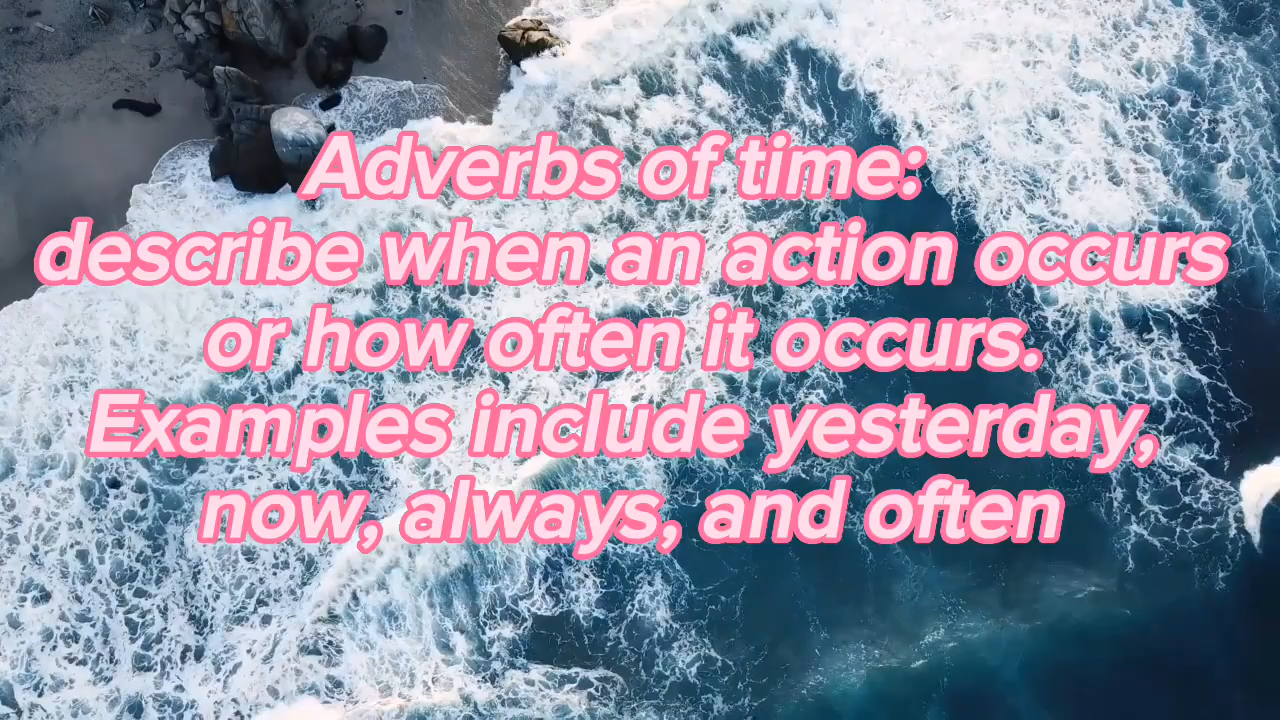 Adverbs of time:
describe when an action occurs
or how often it occurs.
Examples include yesterday,
now, always, and often